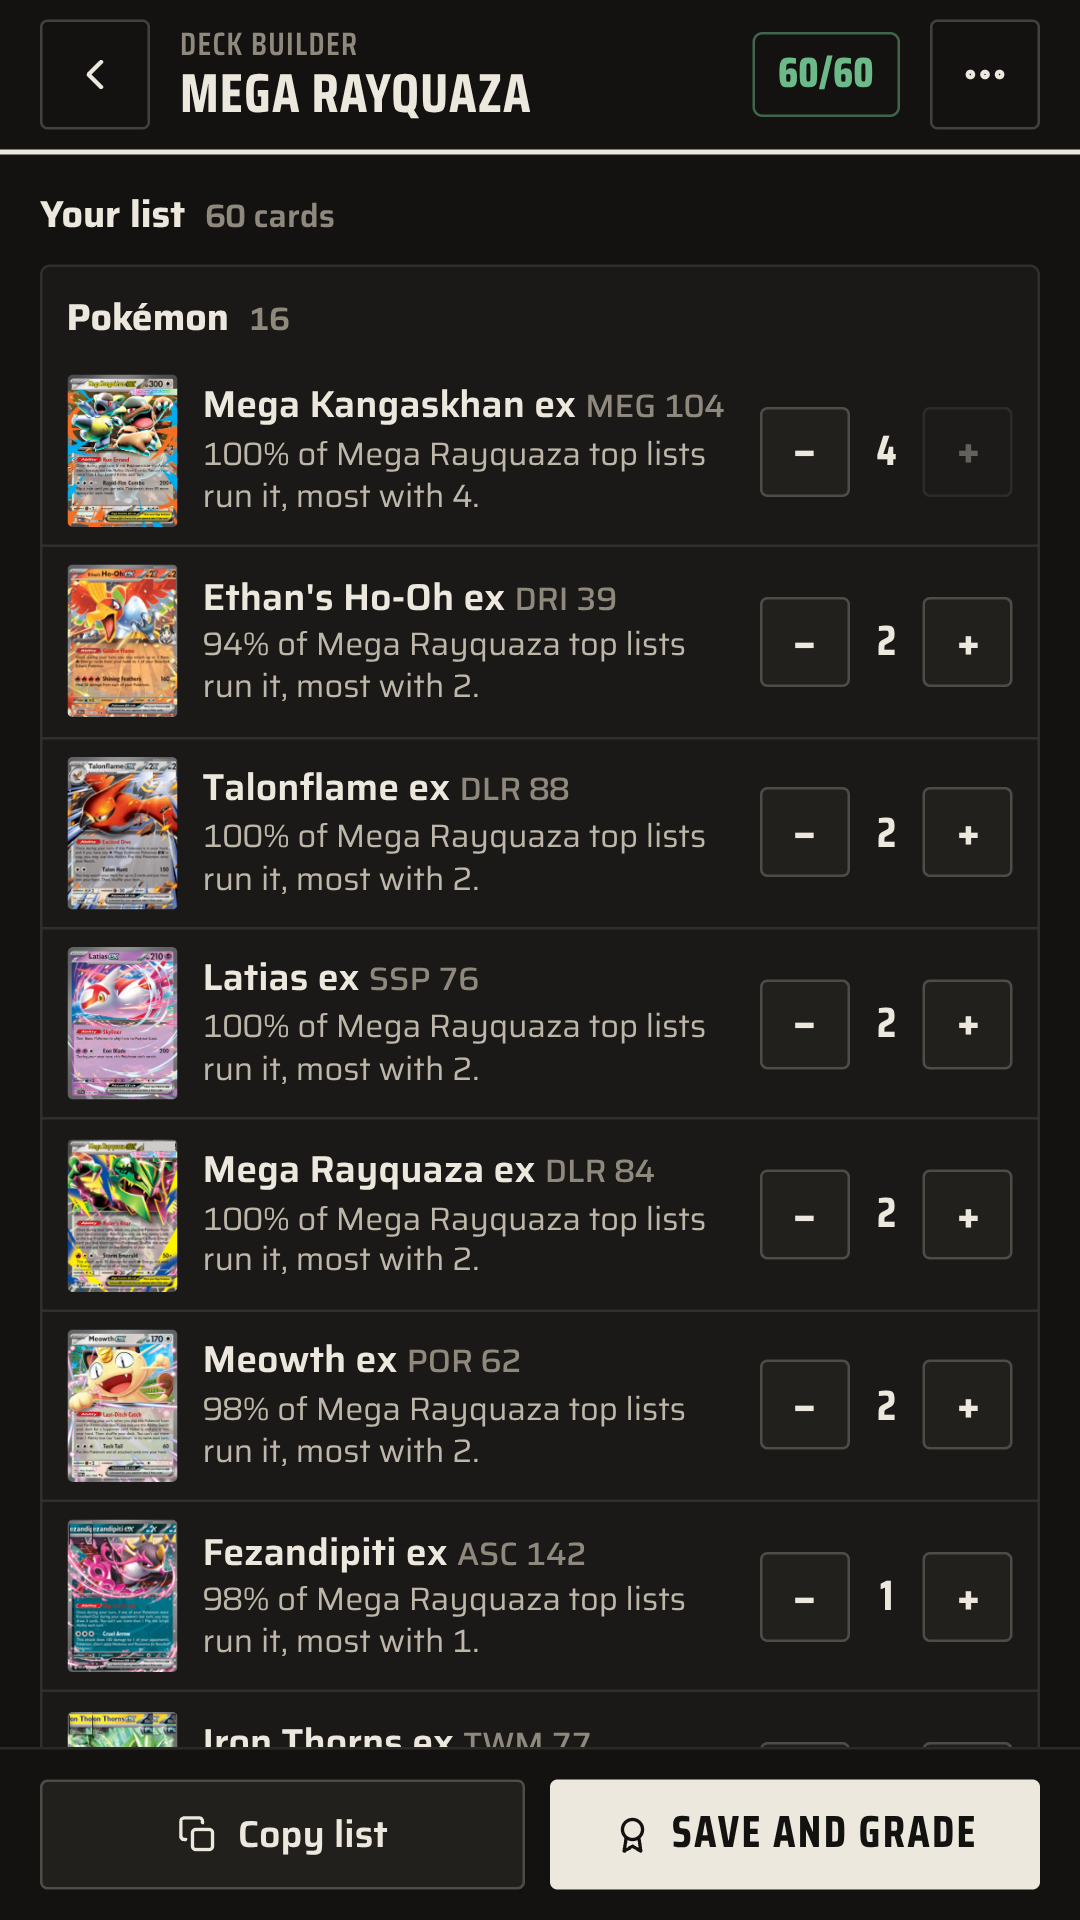 DECK BUILDER
MEGA RAYQUAZA
60/60
Your list 60 cards
Pokémon 16
Mega Kangaskhan ex MEG 104
100% of Mega Rayquaza top lists
run it, most with 4.
4
Ethan's Ho-Oh ex DRI 39
94% of Mega Rayquaza top lists
run it, most with 2.
2
Talonflame ex DLR 88
100% of Mega Rayquaza top lists
run it, most with 2.
2
Latias ex SSP 76
100% of Mega Rayquaza top lists
run it, most with 2.
2
Mega Rayquaza ex DLR 84
100% of Mega Rayquaza top lists
run it, most with 2.
2
Meowth ex POR 62
98% of Mega Rayquaza top lists
run it, most with 2.
2
Fezandipiti ex ASC 142
98% of Mega Rayquaza top lists
run it, most with 1.
1
Iron Thorns ex TWM 77
Copy list
SAVE AND GRADE